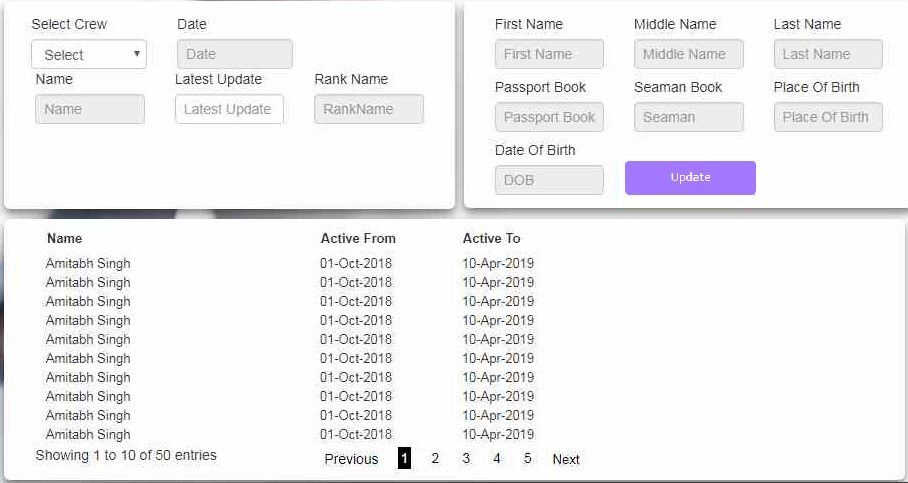 Select Crew Date
Select Date
Name Latest Update Rank Name
Name Latest Update RankName
First Name Middle Name Last Name
First Name Middle Name Last Name
Passport Book Seaman Book Place Of Birth
Passport Book Seaman Place Of Birth
Date Of Birth
DOB Update
Name Active From Active To
Amitabh Singh 01-Oct-2018 10-Apr-2019
Amitabh Singh 01-Oct-2018 10-Apr-2019
Amitabh Singh 01-Oct-2018 10-Apr-2019
Amitabh Singh 01-Oct-2018 10-Apr-2019
Amitabh Singh 01-Oct-2018 10-Apr-2019
Amitabh Singh 01-Oct-2018 10-Apr-2019
Amitabh Singh 01-Oct-2018 10-Apr-2019
Amitabh Singh 01-Oct-2018 10-Apr-2019
Amitabh Singh 01-Oct-2018 10-Apr-2019
Amitabh Singh 01-Oct-2018 10-Apr-2019
Showing 1 to 10 of 50 entries Previous 1 2 3 4 5 Next